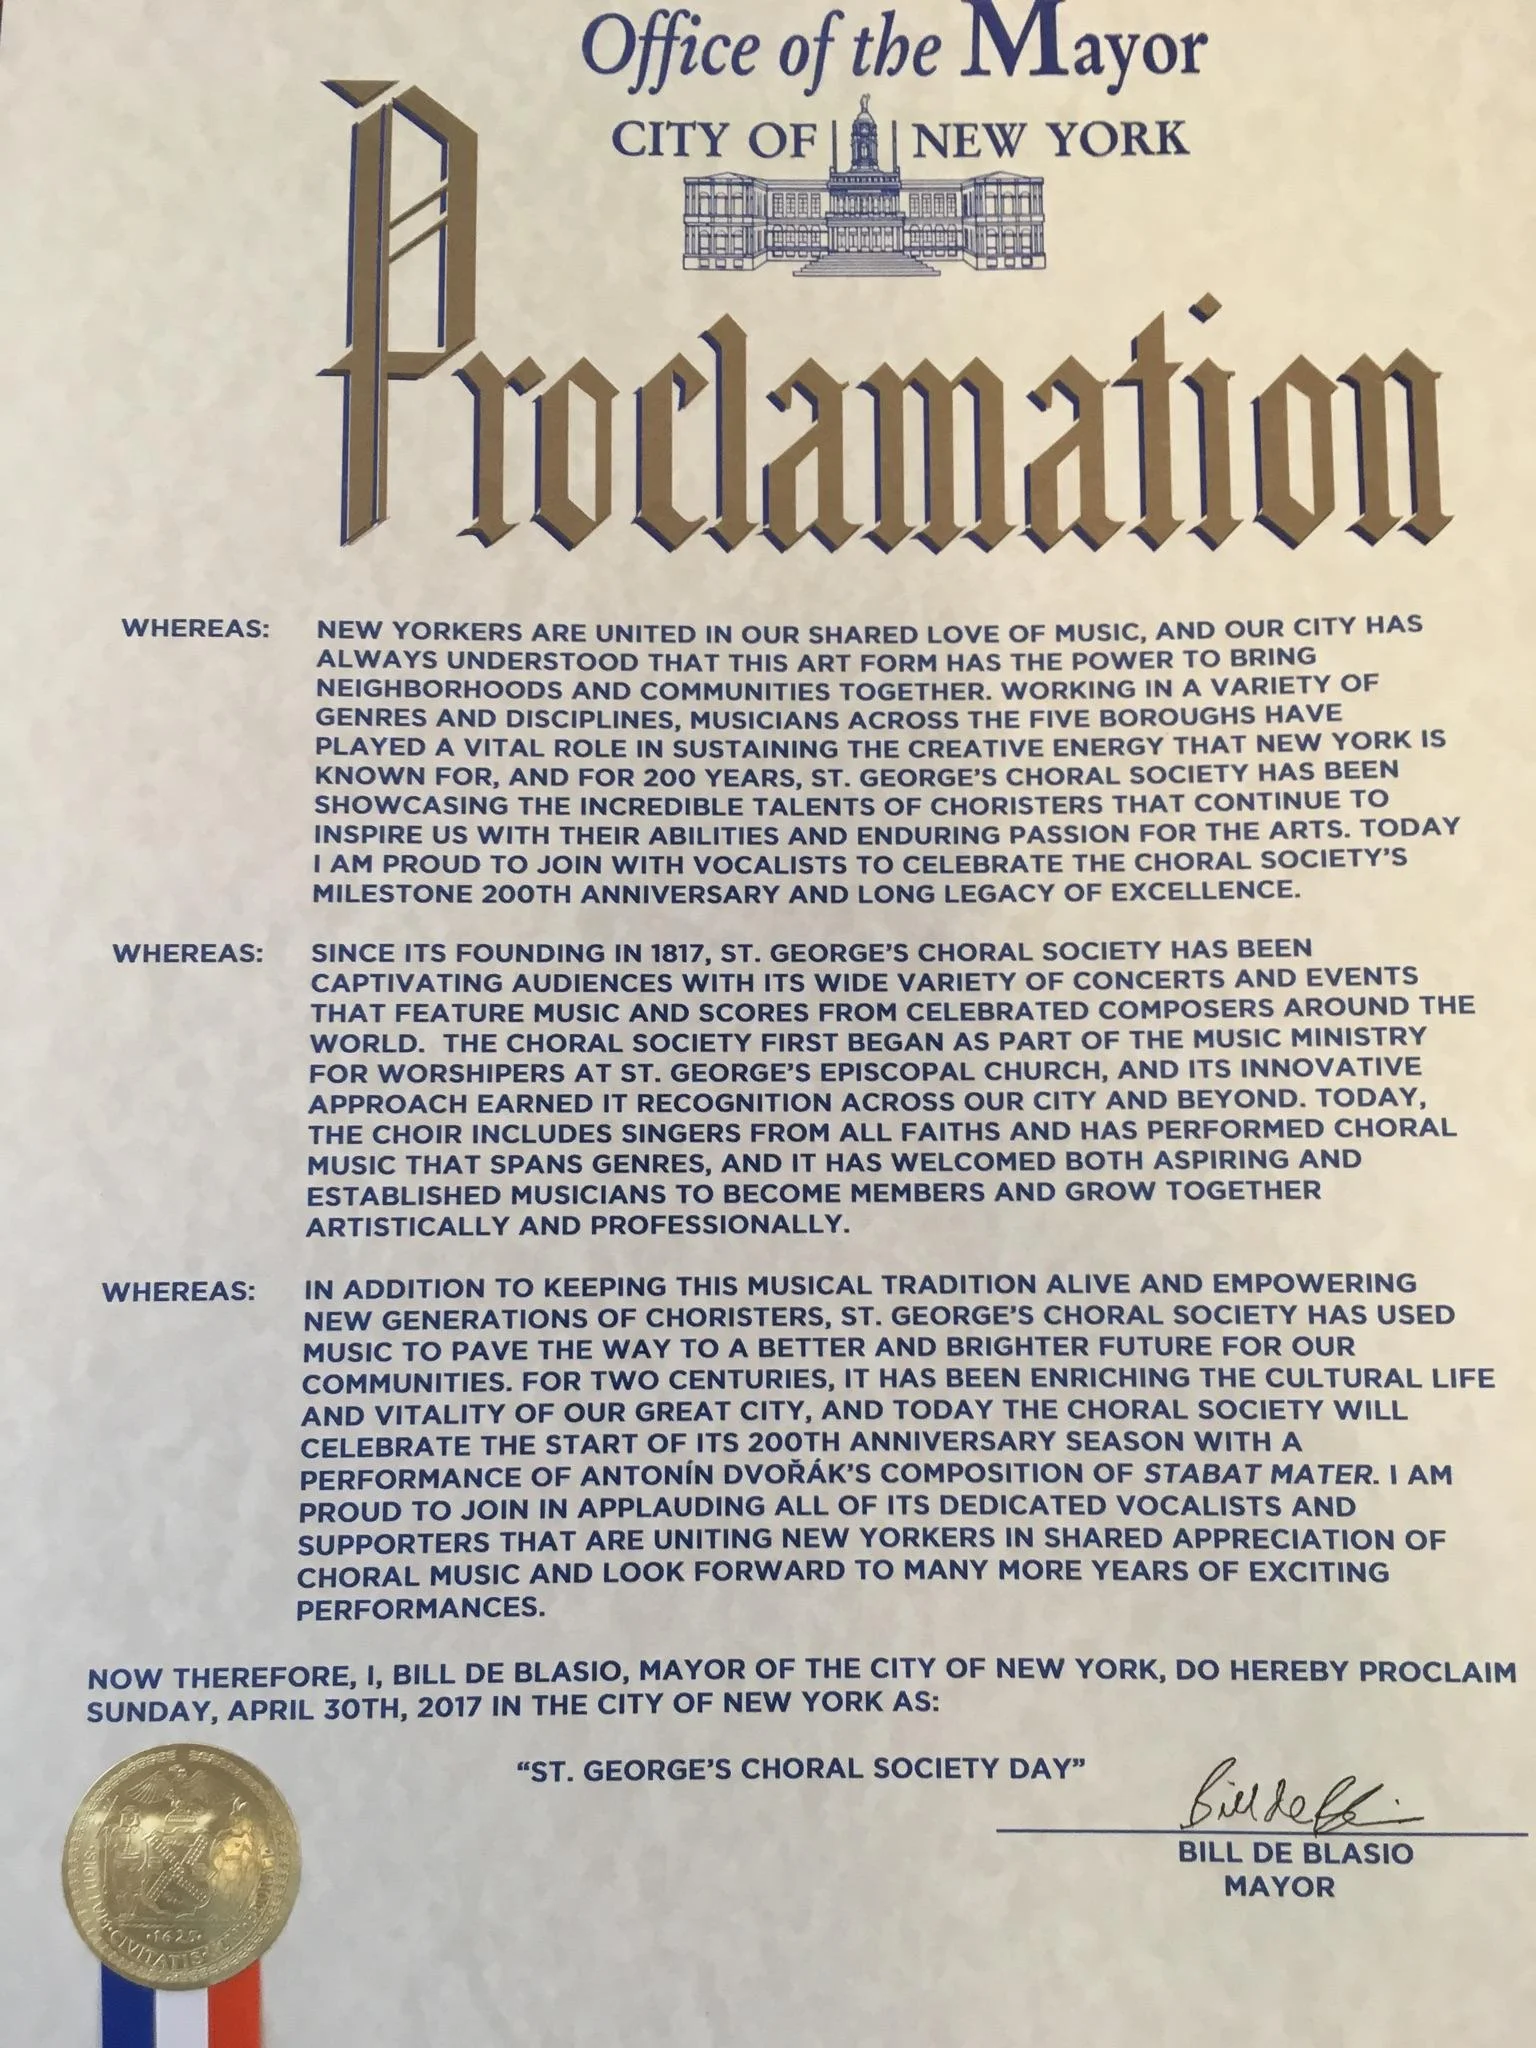 Office of the Mayor
CITY OF NEW YORK
Proclamation
WHEREAS: NEW YORKERS ARE UNITED IN OUR SHARED LOVE OF MUSIC, AND OUR CITY HAS
ALWAYS UNDERSTOOD THAT THIS ART FORM HAS THE POWER TO BRING
NEIGHBORHOODS AND COMMUNITIES TOGETHER. WORKING IN A VARIETY OF
GENRES AND DISCIPLINES, MUSICIANS ACROSS THE FIVE BOROUGHS HAVE
PLAYED A VITAL ROLE IN SUSTAINING THE CREATIVE ENERGY THAT NEW YORK IS
KNOWN FOR, AND FOR 200 YEARS, ST. GEORGE'S CHORAL SOCIETY HAS BEEN
SHOWCASING THE INCREDIBLE TALENTS OF CHORISTERS THAT CONTINUE TO
INSPIRE US WITH THEIR ABILITIES AND ENDURING PASSION FOR THE ARTS. TODAY
I AM PROUD TO JOIN WITH VOCALISTS TO CELEBRATE THE CHORAL SOCIETY'S
MILESTONE 200TH ANNIVERSARY AND LONG LEGACY OF EXCELLENCE.
WHEREAS: SINCE ITS FOUNDING IN 1817, ST. GEORGE'S CHORAL SOCIETY HAS BEEN
CAPTIVATING AUDIENCES WITH ITS WIDE VARIETY OF CONCERTS AND EVENTS
THAT FEATURE MUSIC AND SCORES FROM CELEBRATED COMPOSERS AROUND THE
WORLD. THE CHORAL SOCIETY FIRST BEGAN AS PART OF THE MUSIC MINISTRY
FOR WORSHIPERS AT ST. GEORGE'S EPISCOPAL CHURCH, AND ITS INNOVATIVE
APPROACH EARNED IT RECOGNITION ACROSS OUR CITY AND BEYOND. TODAY,
THE CHOIR INCLUDES SINGERS FROM ALL FAITHS AND HAS PERFORMED CHORAL
MUSIC THAT SPANS GENRES, AND IT HAS WELCOMED BOTH ASPIRING AND
ESTABLISHED MUSICIANS TO BECOME MEMBERS AND GROW TOGETHER
ARTISTICALLY AND PROFESSIONALLY.
WHEREAS: IN ADDITION TO KEEPING THIS MUSICAL TRADITION ALIVE AND EMPOWERING
NEW GENERATIONS OF CHORISTERS, ST. GEORGE'S CHORAL SOCIETY HAS USED
MUSIC TO PAVE THE WAY TO A BETTER AND BRIGHTER FUTURE FOR OUR
COMMUNITIES. FOR TWO CENTURIES, IT HAS BEEN ENRICHING THE CULTURAL LIFE
AND VITALITY OF OUR GREAT CITY, AND TODAY THE CHORAL SOCIETY WILL
CELEBRATE THE START OF ITS 200TH ANNIVERSARY SEASON WITH A
PERFORMANCE OF ANTONÍN DVOŘÁK'S COMPOSITION OF STABAT MATER. I AM
PROUD TO JOIN IN APPLAUDING ALL OF ITS DEDICATED VOCALISTS AND
SUPPORTERS THAT ARE UNITING NEW YORKERS IN SHARED APPRECIATION OF
CHORAL MUSIC AND LOOK FORWARD TO MANY MORE YEARS OF EXCITING
PERFORMANCES.
NOW THEREFORE, I, BILL DE BLASIO, MAYOR OF THE CITY OF NEW YORK, DO HEREBY PROCLAIM
SUNDAY, APRIL 30TH, 2017 IN THE CITY OF NEW YORK AS:
"ST. GEORGE'S CHORAL SOCIETY DAY"
BILL DE BLASIO
MAYOR
1625
CIVITATIS